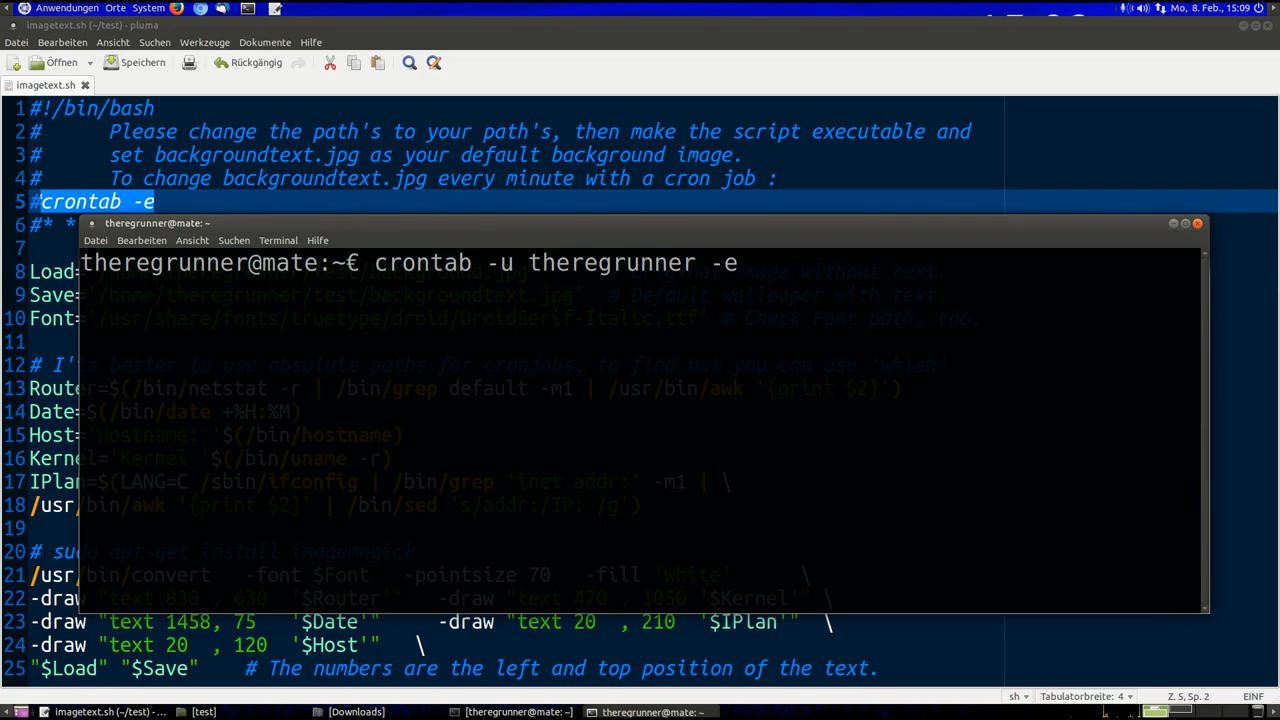 Anwendungen Orte System Mo, 8. Feb., 15:09
imagetext.sh (~/test) - pluma
Datei Bearbeiten Ansicht Suchen Werkzeuge Dokumente Hilfe
Öffnen Speichern Rückgängig
imagetext.sh
1 #!/bin/bash
2 # Please change the path's to your path's, then make the script executable and
3 # set backgroundtext.jpg as your default background image.
4 # To change backgroundtext.jpg every minute with a cron job :
5 #crontab -e
6 #* *
theregrunner@mate: ~
Datei Bearbeiten Ansicht Suchen Terminal Hilfe
theregrunner@mate:~€ crontab -u theregrunner -e
7
8 Load= image without text.
9 Save='/home/theregrunner/test/backgroundtext.jpg' # Default wallpaper with text.
10 Font='/usr/share/fonts/truetype/droid/DroidSerif-Italic.ttf' # Check Font path, too.
11
12 # I'ts better to use absolute paths for cronjobs, to find out you can use 'which'
13 Router=$(/bin/netstat -r | /bin/grep default -m1 | /usr/bin/awk '{print $2}')
14 Date=$(/bin/date +%H:%M)
15 Host='Hostname: '$(/bin/hostname)
16 Kernel='Kernel '$(/bin/uname -r)
17 IPlan=$(LANG=C /sbin/ifconfig | /bin/grep 'inet addr:' -m1 | \
18 /usr/bin/awk '{print $2}' | /bin/sed 's/addr:/IP: /g')
19
20 # sudo apt-get install imagemagick
21 /usr/bin/convert -font $Font -pointsize 70 -fill 'white' \
22 -draw "text 830 , 630 '$Router'" -draw "text 470 , 1050 '$Kernel'" \
23 -draw "text 1458, 75 '$Date'" -draw "text 20 , 210 '$IPlan'" \
24 -draw "text 20 , 120 '$Host'" \
25 "$Load" "$Save" # The numbers are the left and top position of the text.
sh Tabulatorbreite: 4 Z. 5, Sp. 2 EINF
imagetext.sh (~/test) - ... [test] [Downloads] [theregrunner@mate: ~] theregrunner@mate: ~